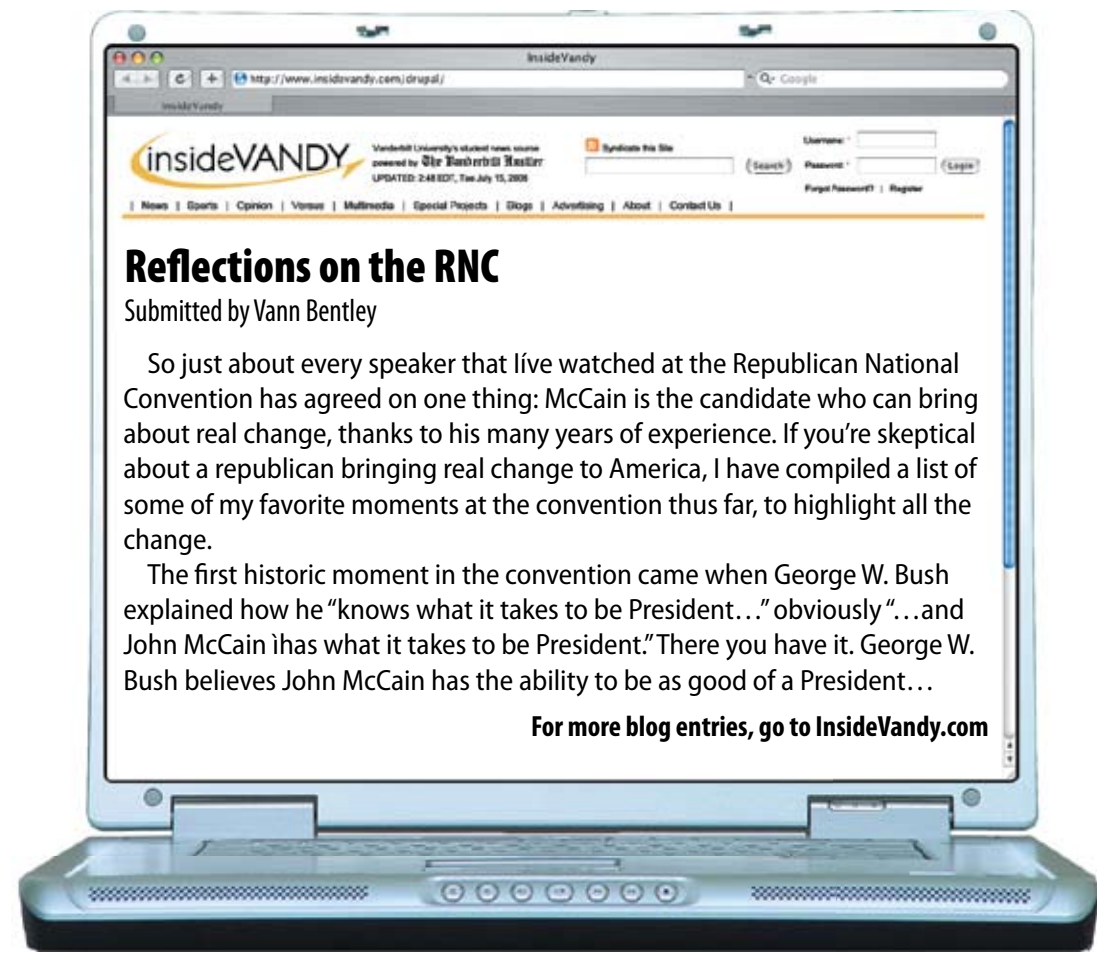 InsideVandy
http://www.insidevandy.com/drupal/
Google
InsideVandy
insideVANDY
Vanderbilt University's student news source
powered by The Vanderbilt Hustler
UPDATED: 2:48 EDT, Tue July 15, 2008
Syndicate this Site
Search
Username: *
Password: *
Login
Forgot Password? | Register
| News | Sports | Opinion | Versus | Multimedia | Special Projects | Blogs | Advertising | About | Contact Us |
Reflections on the RNC
Submitted by Vann Bentley
So just about every speaker that Iíve watched at the Republican National
Convention has agreed on one thing: McCain is the candidate who can bring
about real change, thanks to his many years of experience. If you’re skeptical
about a republican bringing real change to America, I have compiled a list of
some of my favorite moments at the convention thus far, to highlight all the
change.
The first historic moment in the convention came when George W. Bush
explained how he “knows what it takes to be President…” obviously “…and
John McCain ìhas what it takes to be President.” There you have it. George W.
Bush believes John McCain has the ability to be as good of a President…
For more blog entries, go to InsideVandy.com